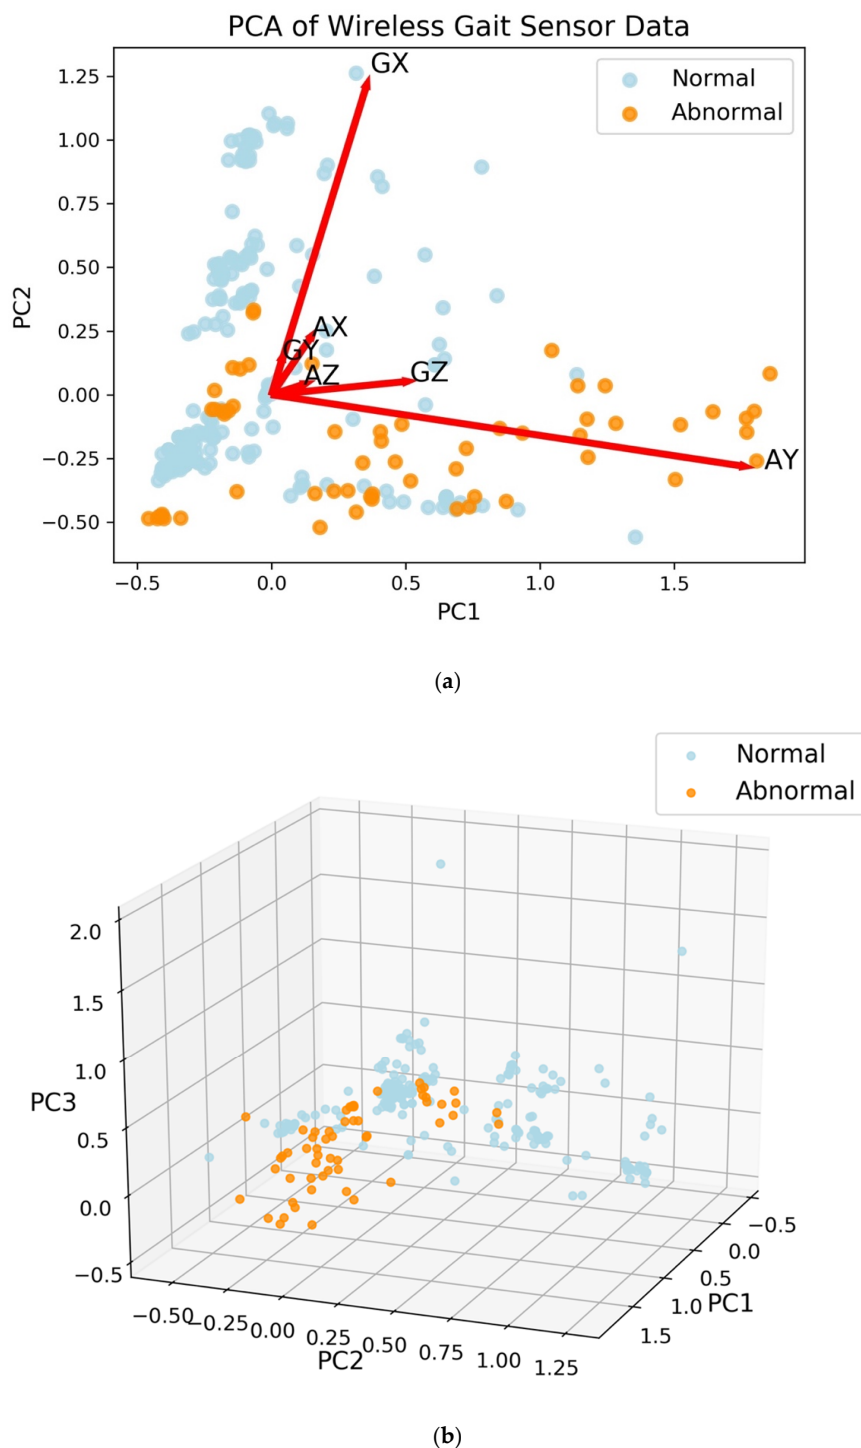 PCA of Wireless Gait Sensor Data
1.25
1.00
0.75
0.50
0.25
0.00
−0.25
−0.50
PC2
GX
AX
GY
AZ
GZ
AY
Normal
Abnormal
−0.5
0.0
0.5
1.0
1.5
PC1
(a)
Normal
Abnormal
2.0
1.5
1.0
0.5
0.0
−0.5
PC3
−0.50
−0.25
0.00
0.25
0.50
0.75
1.00
1.25
PC2
−0.5
0.0
0.5
1.0
1.5
PC1
(b)